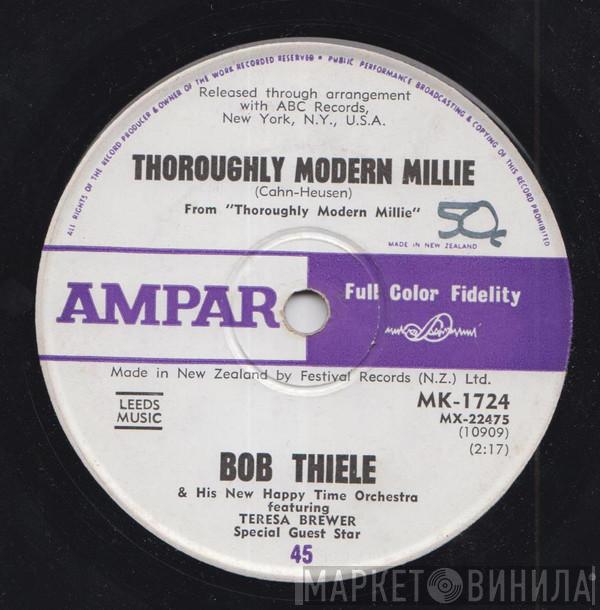 ALL RIGHTS OF THE RECORD PRODUCER & OWNER OF THE WORK RECORDED RESERVED • PUBLIC PERFORMANCE BROADCASTING & COPYING OF THIS RECORD PROHIBITED
Released through arrangement
with ABC Records,
New York, N.Y., U.S.A.
THOROUGHLY MODERN MILLIE
(Cahn-Heusen)
From "Thoroughly Modern Millie"
50c
MADE IN NEW ZEALAND
AMPAR
Full Color Fidelity
Made in New Zealand by Festival Records (N.Z.) Ltd.
LEEDS
MUSIC
MK-1724
MX-22475
(10909)
(2:17)
BOB THIELE
& His New Happy Time Orchestra
featuring
TERESA BREWER
Special Guest Star
45
МАРКЕТ ВИНИЛА